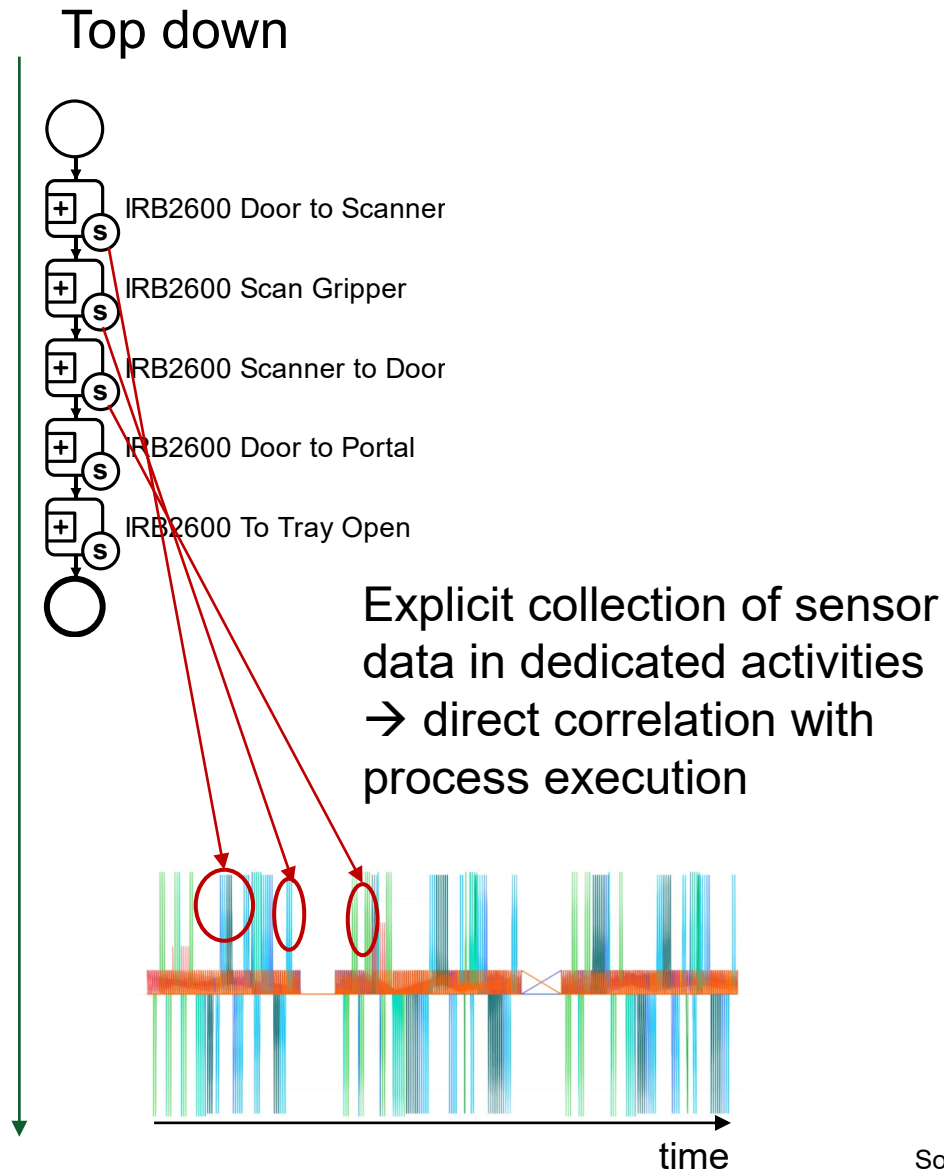 Top down
s
IRB2600 Door to Scanner
s
IRB2600 Scan Gripper
s
IRB2600 Scanner to Door
s
IRB2600 Door to Portal
s
IRB2600 To Tray Open
s
Explicit collection of sensor
data in dedicated activities
→ direct correlation with
process execution
time
So